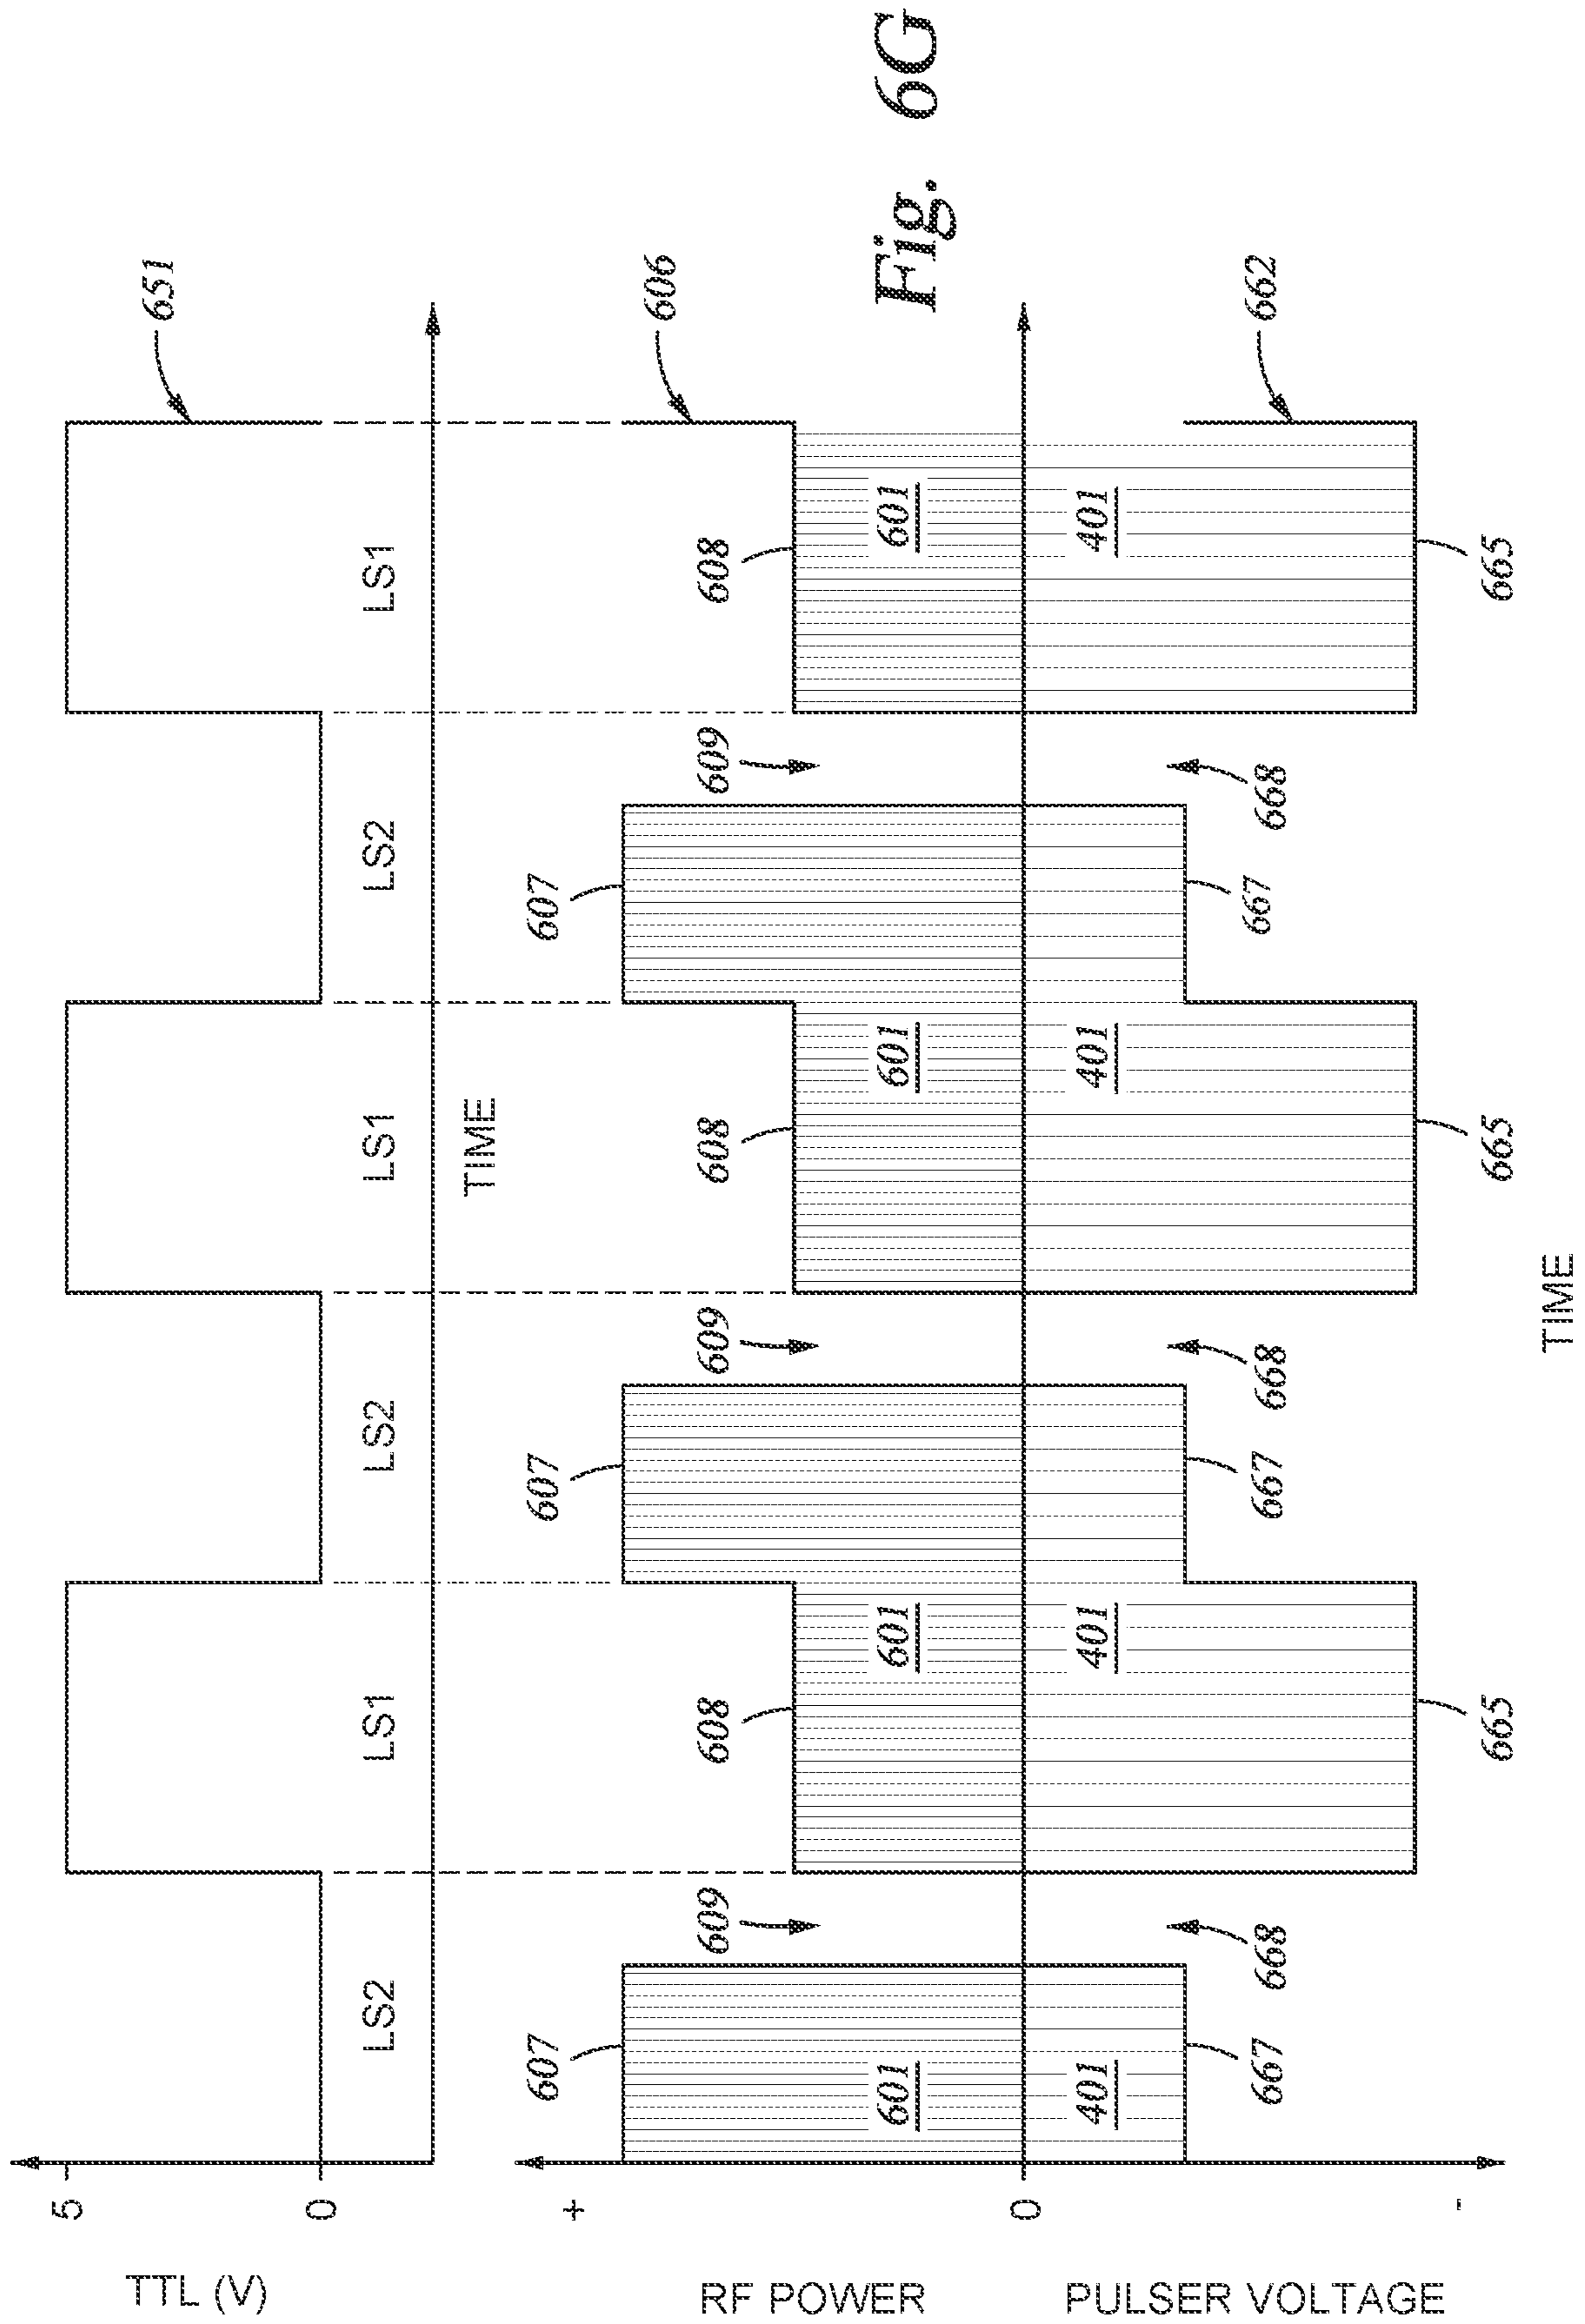 5
TTL (V)
651
0
LS2 LS1 LS2 LS1 LS2 LS1
TIME
607 607 607
+
606
609 608 609 608 609 608
RF POWER
601 601 601 601
Fig. 6G
0
401 401 401 401
PULSER VOLTAGE
662
667 668 667 668 667 668
-
665 665 665
TIME